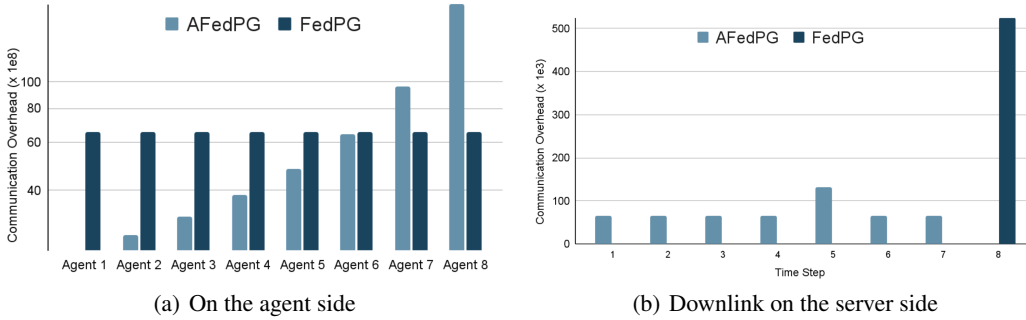 AFedPG FedPG
Communication Overhead (x 1e8)
100
80
60
40
Agent 1 Agent 2 Agent 3 Agent 4 Agent 5 Agent 6 Agent 7 Agent 8
(a) On the agent side
AFedPG FedPG
Communication Overhead (x 1e3)
500
400
300
200
100
0
1 2 3 4 5 6 7 8
Time Step
(b) Downlink on the server side